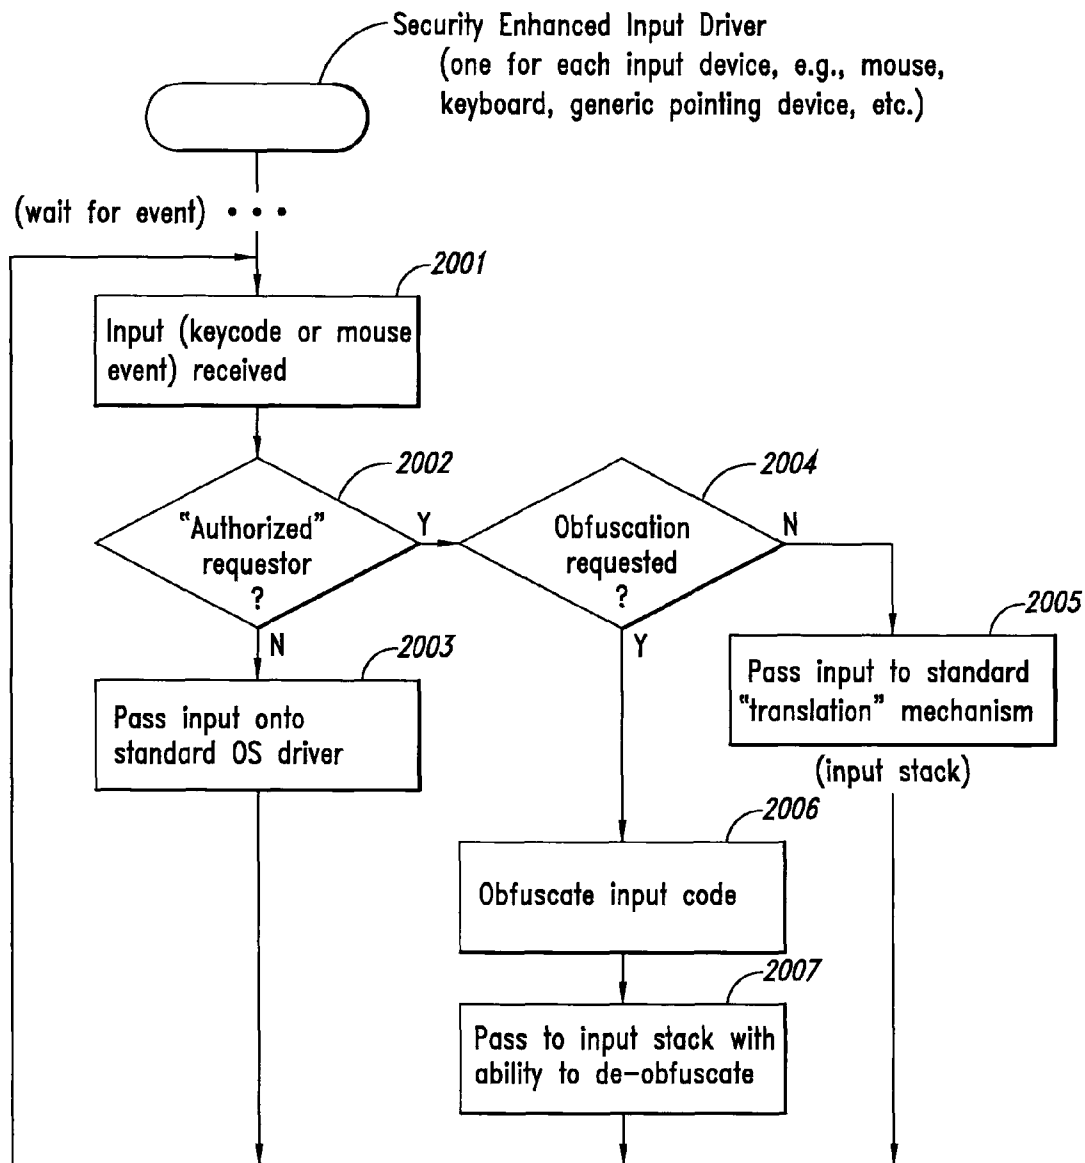 Security Enhanced Input Driver
(one for each input device, e.g., mouse,
keyboard, generic pointing device, etc.)
(wait for event) • • •
2001
Input (keycode or mouse
event) received
2002
"Authorized"
requestor
?
Y
N
2004
Obfuscation
requested
?
N
Y
2003
Pass input onto
standard OS driver
2005
Pass input to standard
"translation" mechanism
(input stack)
2006
Obfuscate input code
2007
Pass to input stack with
ability to de-obfuscate